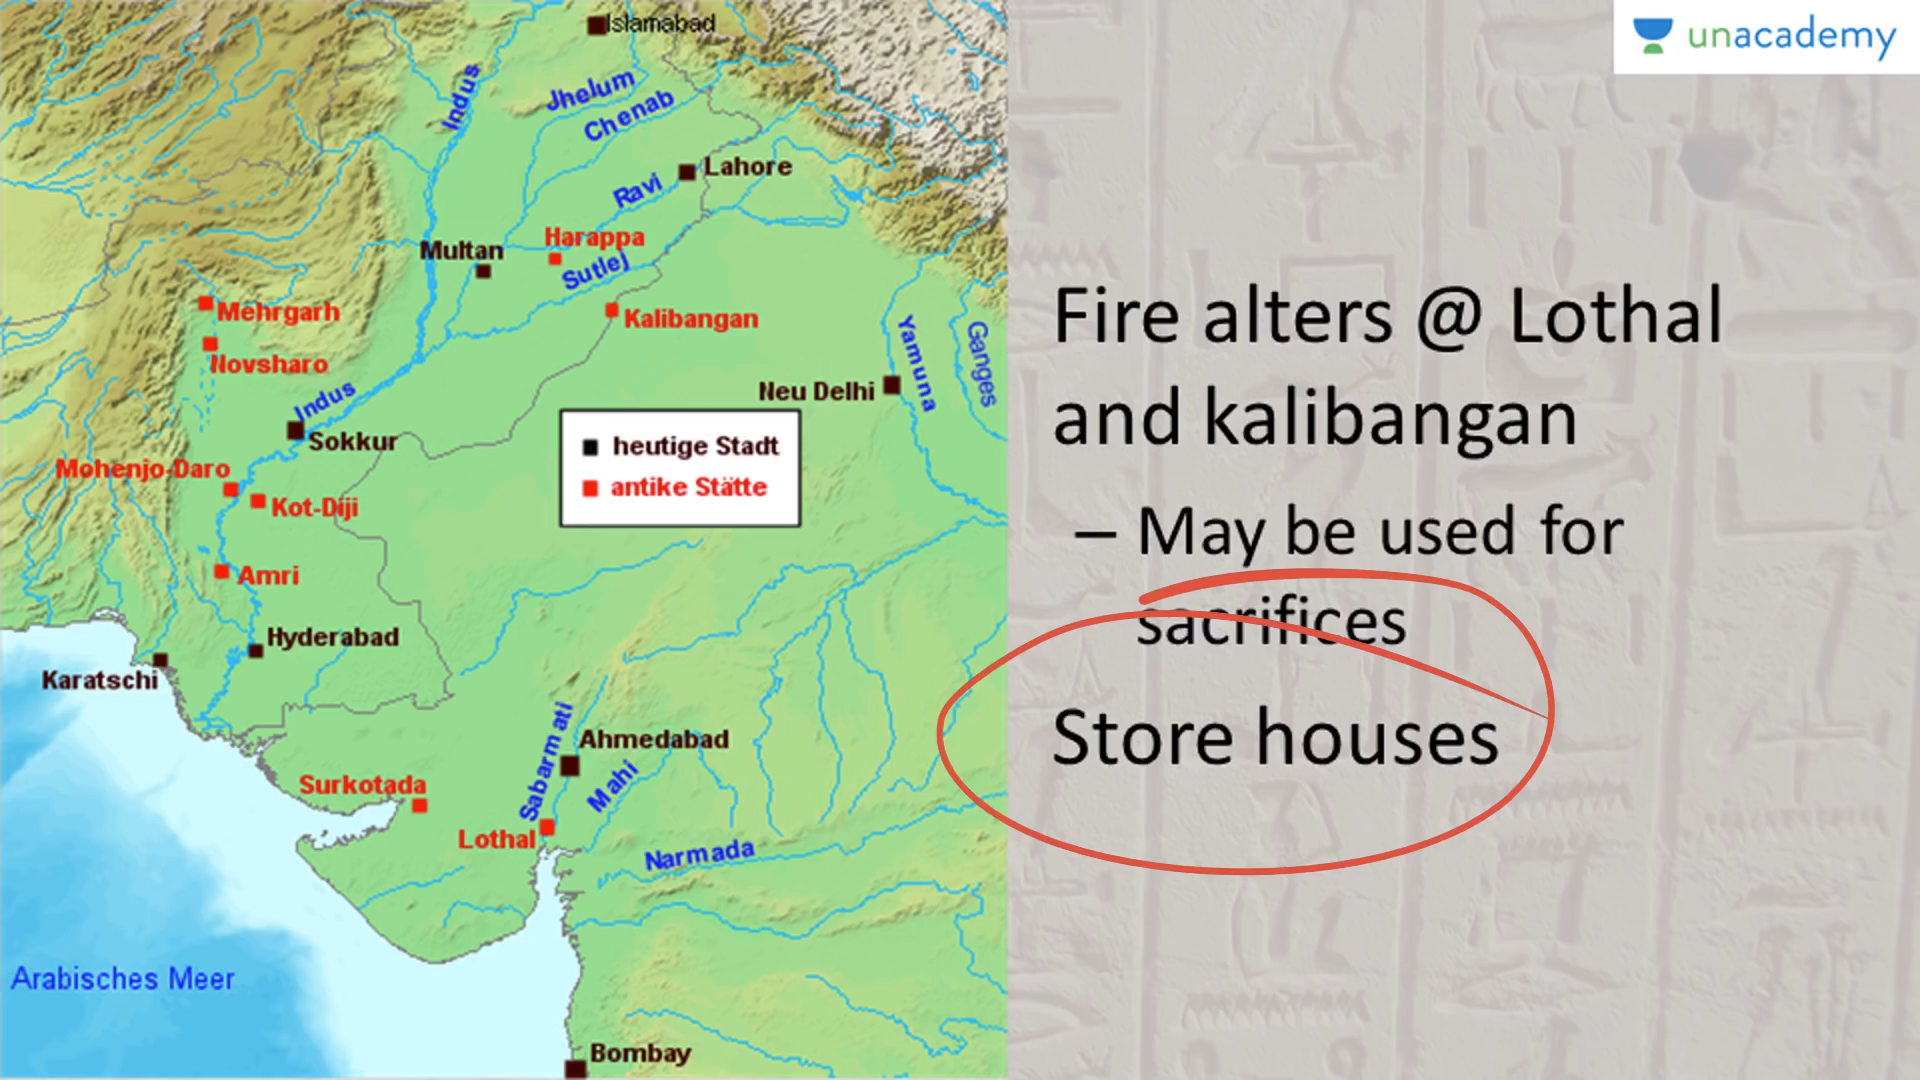 Islamabad
Indus
Jhelum
Chenab
Lahore
Ravi
Multan
Harappa
Sutlej
Mehrgarh
Kalibangan
Novsharo
Yamuna
Ganges
Neu Delhi
Indus
Sokkur
heutige Stadt
antike Stätte
Mohenjo-Daro
Kot-Diji
Amri
Hyderabad
Karatschi
Sabarmati
Ahmedabad
Mahi
Surkotada
Lothal
Narmada
Arabisches Meer
Bombay
unacademy
Fire alters @ Lothal
and kalibangan
– May be used for
sacrifices
Store houses